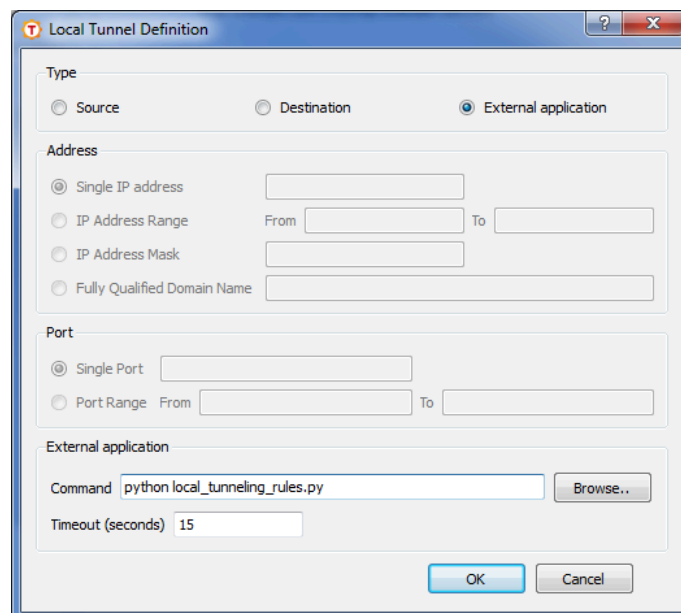 Local Tunnel Definition
Type
Source Destination External application
Address
Single IP address
IP Address Range From To
IP Address Mask
Fully Qualified Domain Name
Port
Single Port
Port Range From To
External application
Command python local_tunneling_rules.py Browse..
Timeout (seconds) 15
OK Cancel